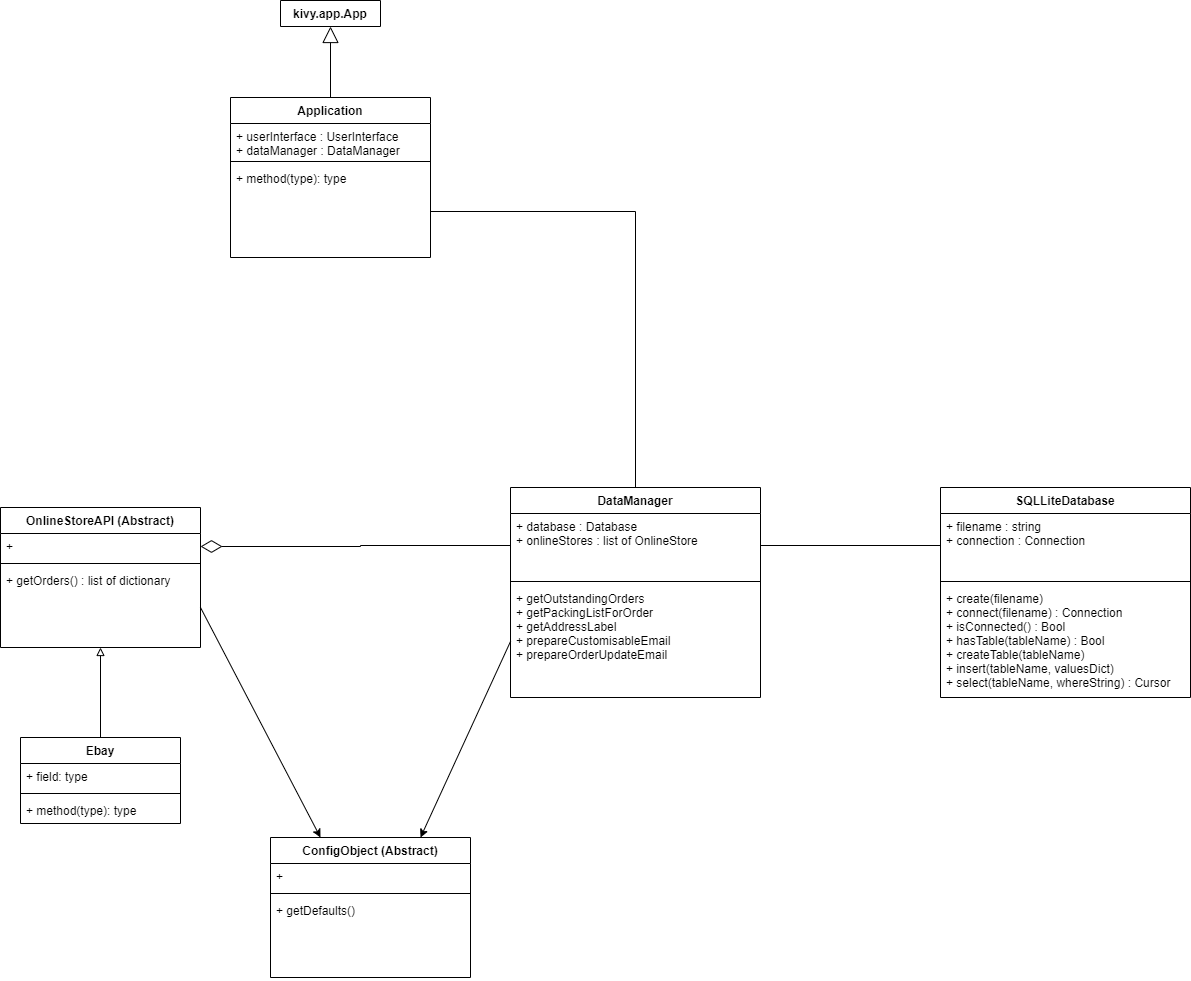 kivy.app.App
Application
+ userInterface : UserInterface
+ dataManager : DataManager
+ method(type): type
OnlineStoreAPI (Abstract)
+
+ getOrders() : list of dictionary
DataManager
+ database : Database
+ onlineStores : list of OnlineStore
+ getOutstandingOrders
+ getPackingListForOrder
+ getAddressLabel
+ prepareCustomisableEmail
+ prepareOrderUpdateEmail
SQLLiteDatabase
+ filename : string
+ connection : Connection
+ create(filename)
+ connect(filename) : Connection
+ isConnected() : Bool
+ hasTable(tableName) : Bool
+ createTable(tableName)
+ insert(tableName, valuesDict)
+ select(tableName, whereString) : Cursor
Ebay
+ field: type
+ method(type): type
ConfigObject (Abstract)
+
+ getDefaults()